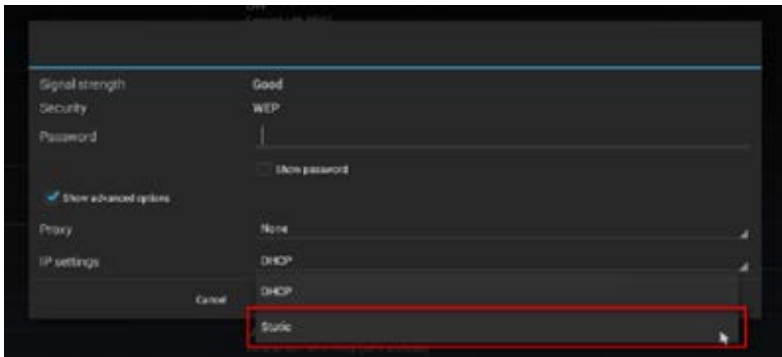 Signal strength Good
Security WEP
Password
Show password
Show advanced options
Proxy None
IP settings DHCP
DHCP
Cancel
Static